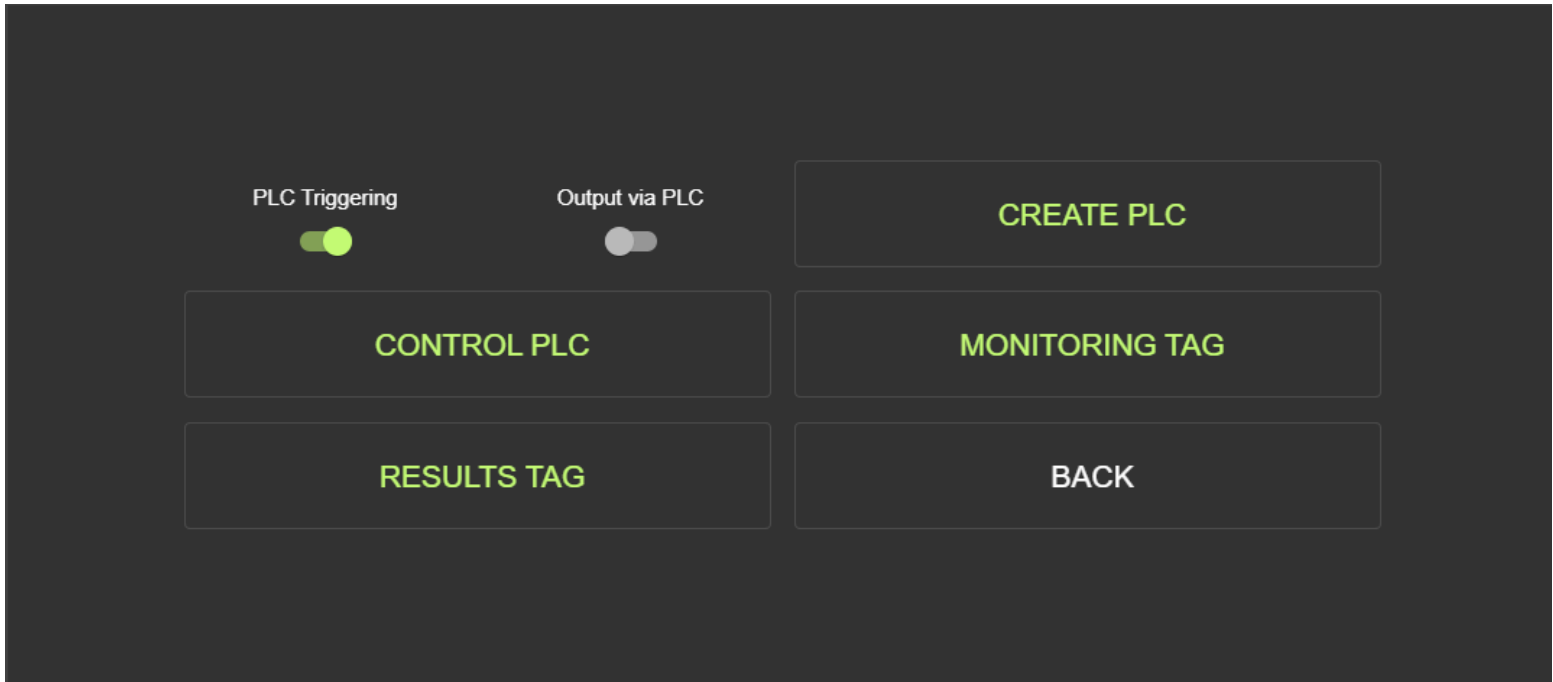 PLC Triggering
Output via PLC
CREATE PLC
CONTROL PLC
MONITORING TAG
RESULTS TAG
BACK